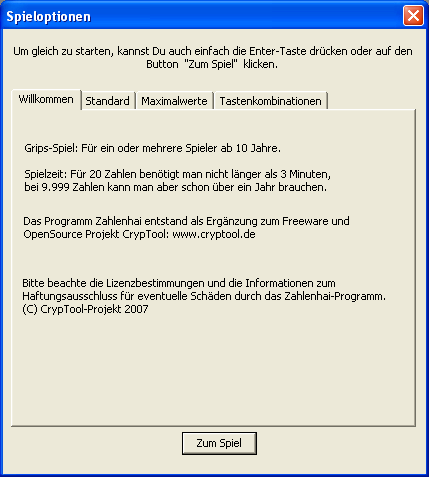 Spieloptionen
Um gleich zu starten, kannst Du auch einfach die Enter-Taste drücken oder auf den
Button "Zum Spiel" klicken.
Willkommen Standard Maximalwerte Tastenkombinationen
Grips-Spiel: Für ein oder mehrere Spieler ab 10 Jahre.
Spielzeit: Für 20 Zahlen benötigt man nicht länger als 3 Minuten,
bei 9.999 Zahlen kann man aber schon über ein Jahr brauchen.
Das Programm Zahlenhai entstand als Ergänzung zum Freeware und
OpenSource Projekt CrypTool: www.cryptool.de
Bitte beachte die Lizenzbestimmungen und die Informationen zum
Haftungsausschluss für eventuelle Schäden durch das Zahlenhai-Programm.
(C) CrypTool-Projekt 2007
Zum Spiel